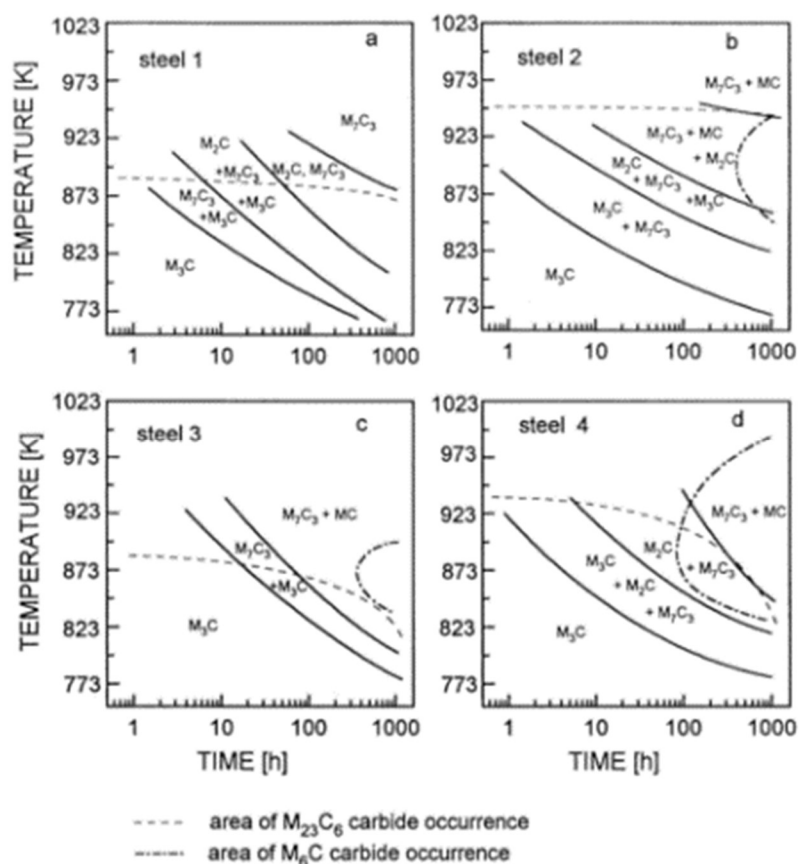 1023
973
923
873
823
773
TEMPERATURE [K]
steel 1
a
M₇C₃
M₂C
+M₇C₃
M₂C, M₇C₃
M₇C₃
+M₃C
+M₃C
M₃C
1 10 100 1000
1023
973
923
873
823
773
steel 2
b
M₇C₃ + MC
M₇C₃ + MC
+ M₂C
M₂C
+ M₇C₃
+M₃C
M₃C
+ M₇C₃
M₃C
1 10 100 1000
1023
973
923
873
823
773
TEMPERATURE [K]
steel 3
c
M₇C₃ + MC
M₇C₃
+M₃C
M₃C
1 10 100 1000
TIME [h]
1023
973
923
873
823
773
steel 4
d
M₇C₃ + MC
M₂C
+ M₇C₃
M₃C
+ M₂C
+ M₇C₃
M₃C
1 10 100 1000
TIME [h]
area of M₂₃C₆ carbide occurrence
area of M₆C carbide occurrence